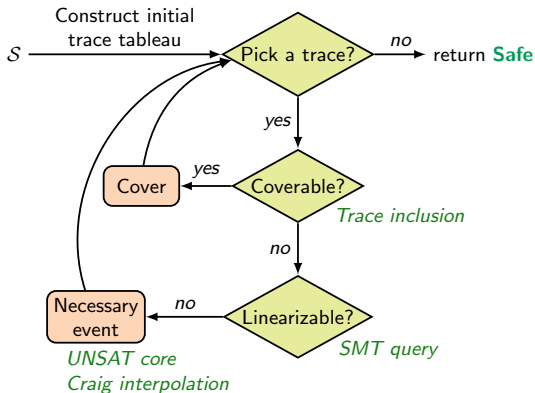 Construct initial
trace tableau
S
Pick a trace?
no
return Safe
yes
Cover
yes
Coverable?
Trace inclusion
no
Necessary
event
no
Linearizable?
UNSAT core
SMT query
Craig interpolation